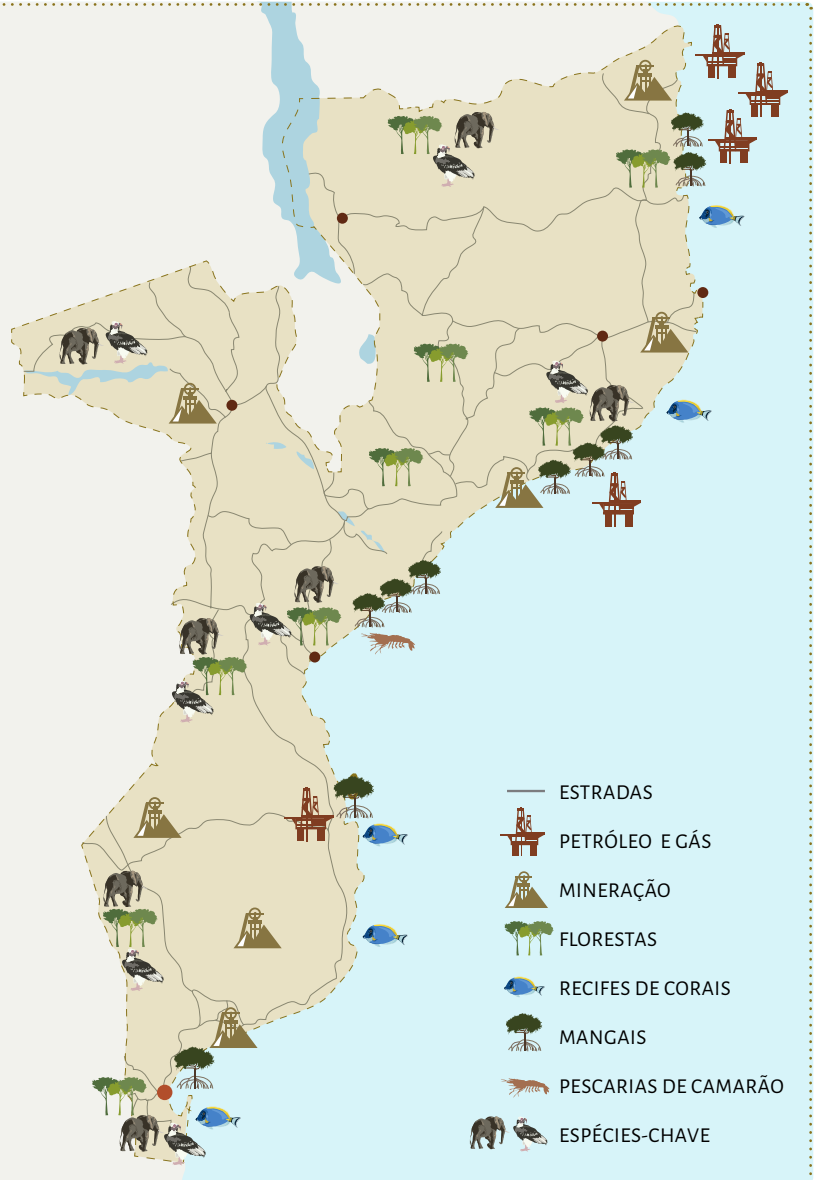 ESTRADAS
PETRÓLEO E GÁS
MINERAÇÃO
FLORESTAS
RECIFES DE CORAIS
MANGAIS
PESCARIAS DE CAMARÃO
ESPÉCIES-CHAVE